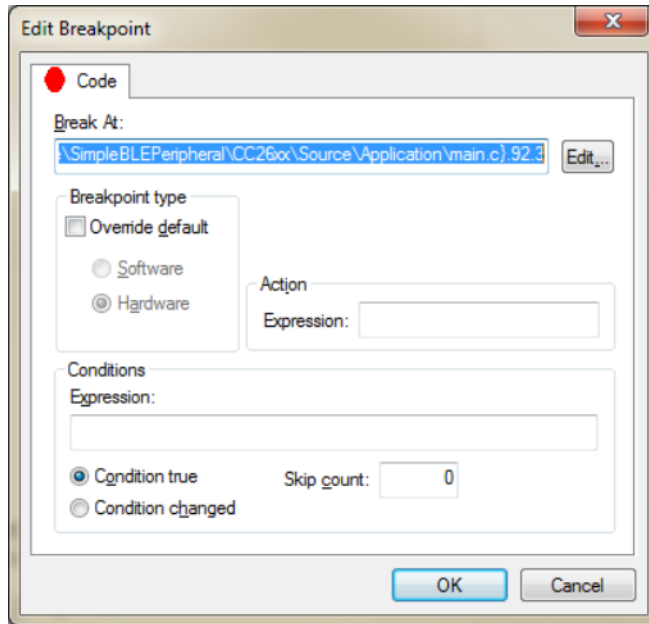 Edit Breakpoint
Code
Break At:
\SimpleBLEPeripheral\CC26xx\Source\Application\main.c}.92.3
Edit...
Breakpoint type
Override default
Software
Hardware
Action
Expression:
Conditions
Expression:
Condition true
Skip count: 0
Condition changed
OK Cancel